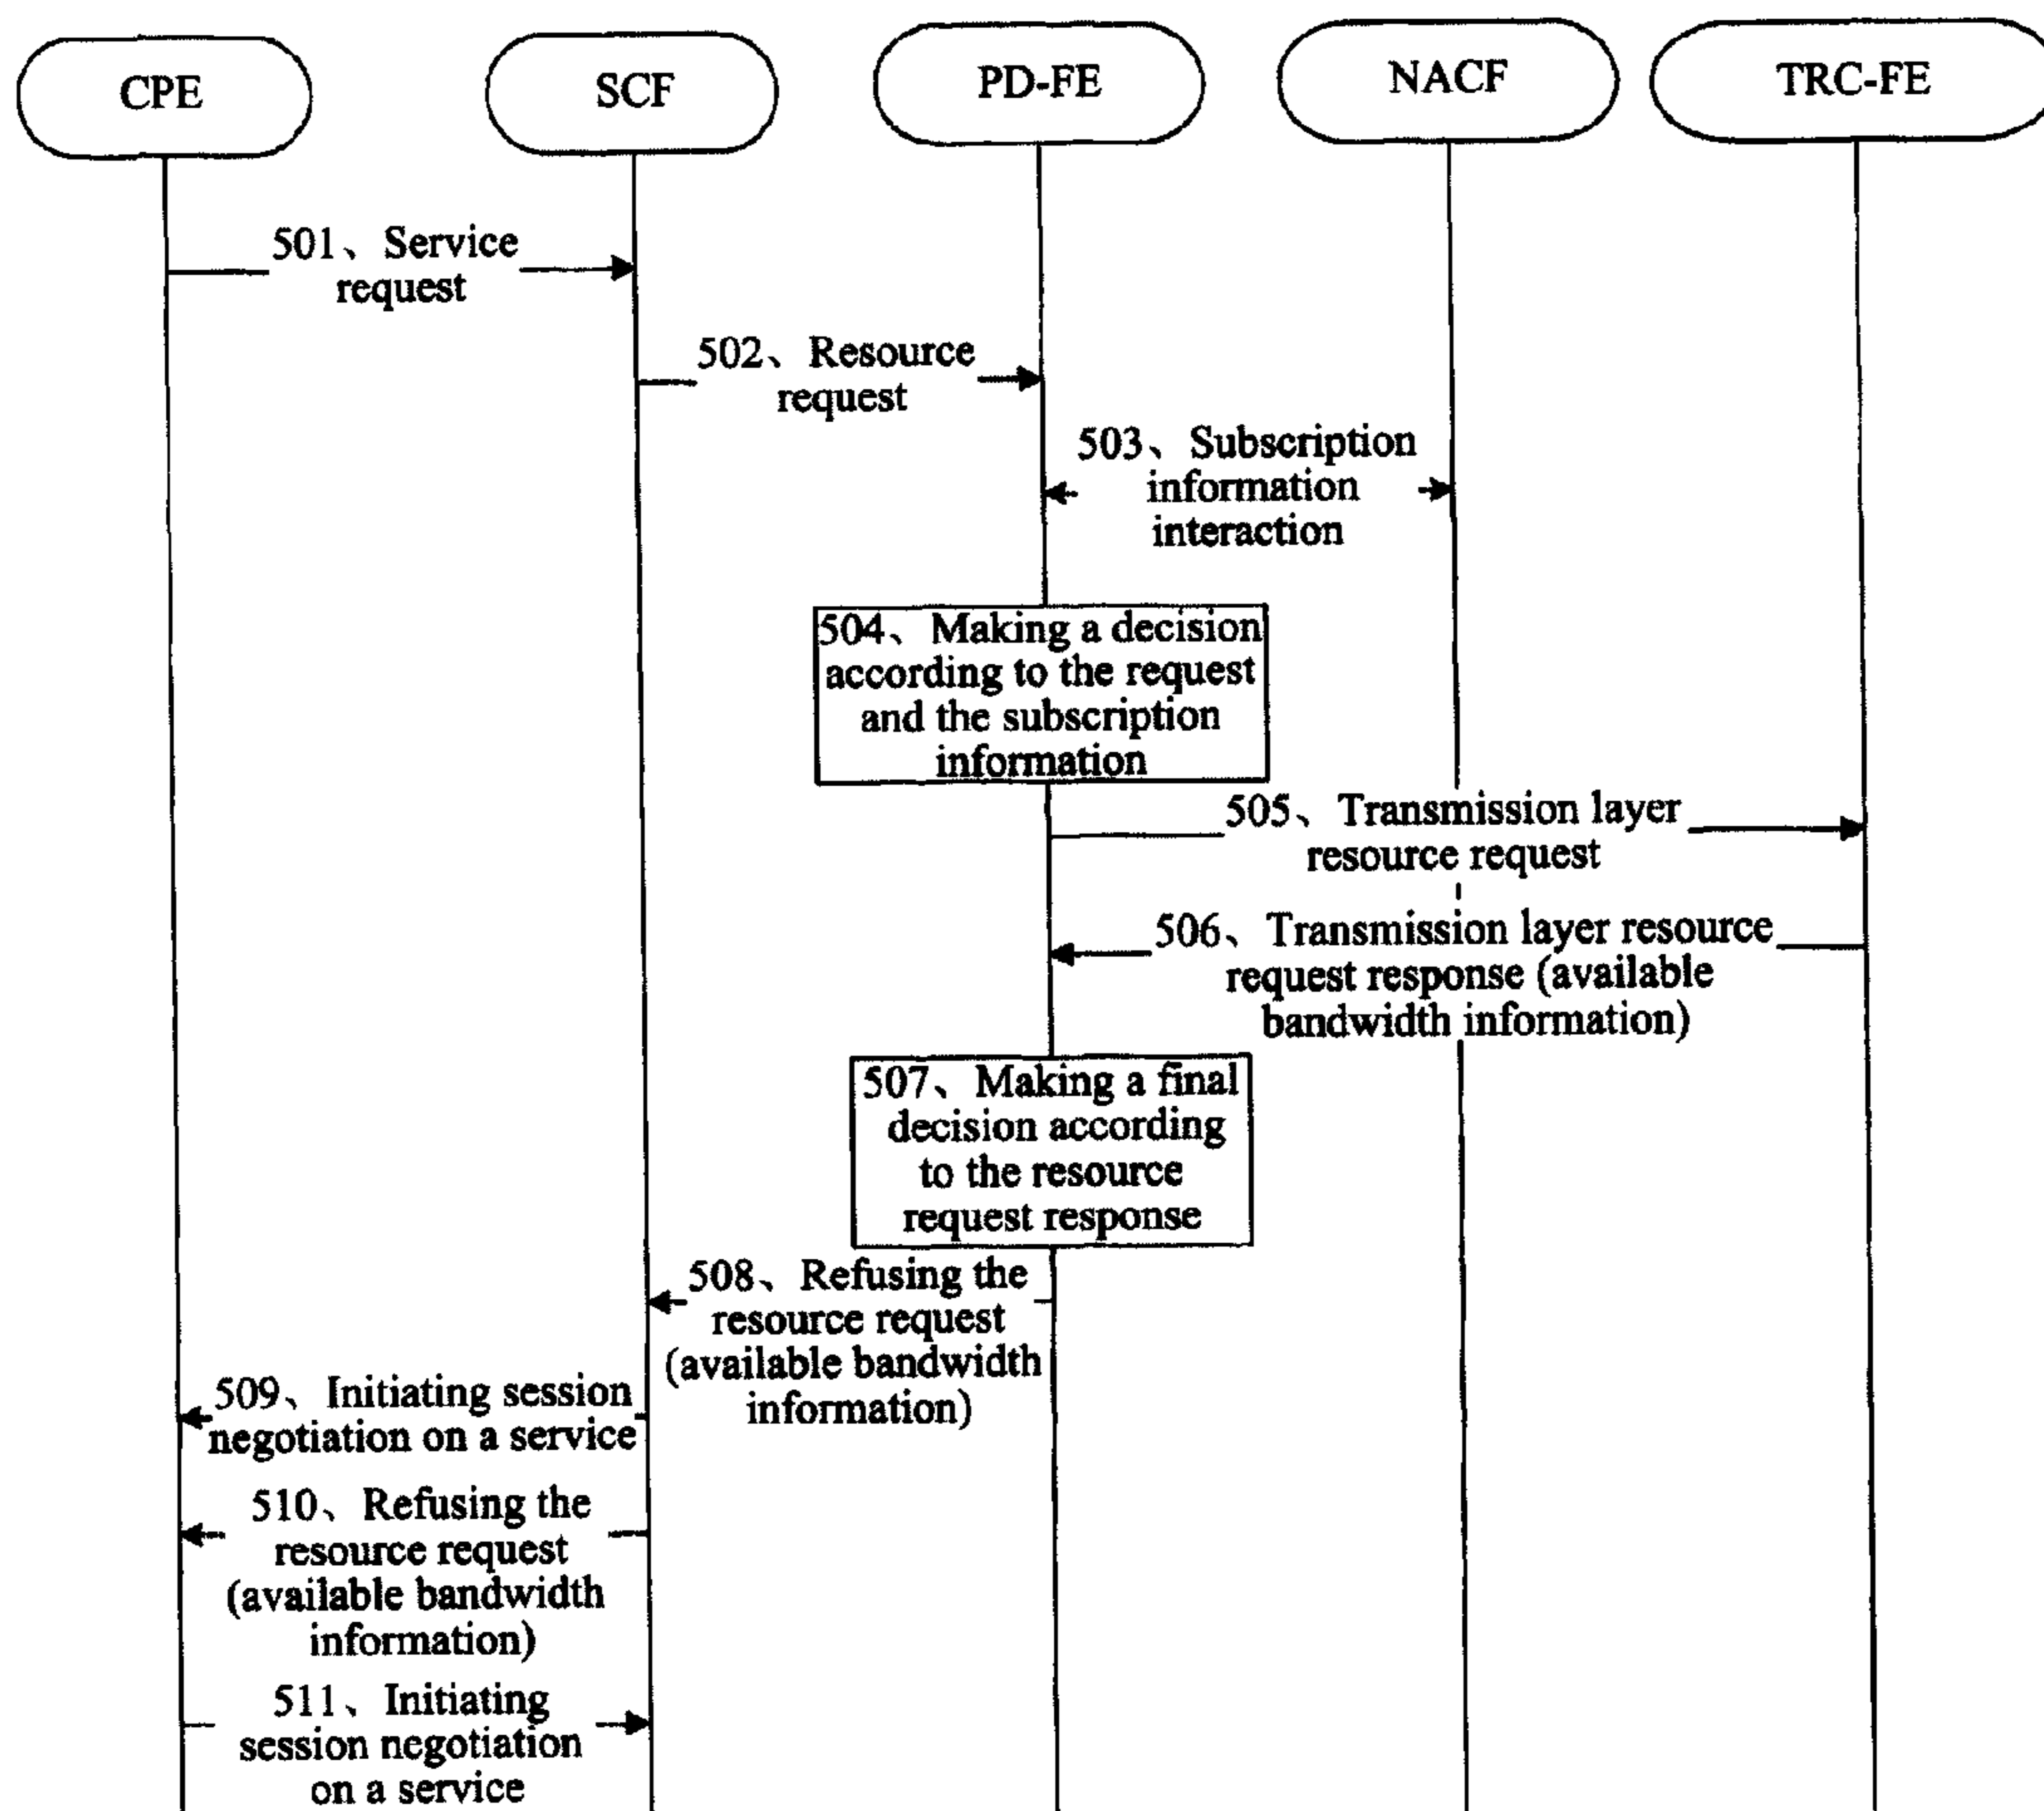 CPE
SCF
PD-FE
NACF
TRC-FE
501、Service
request
502、Resource
request
503、Subscription
information
interaction
504、Making a decision
according to the request
and the subscription
information
505、Transmission layer
resource request
506、Transmission layer resource
request response (available
bandwidth information)
507、Making a final
decision according
to the resource
request response
508、Refusing the
resource request
(available bandwidth
information)
509、Initiating session
negotiation on a service
510、Refusing the
resource request
(available bandwidth
information)
511、Initiating
session negotiation
on a service